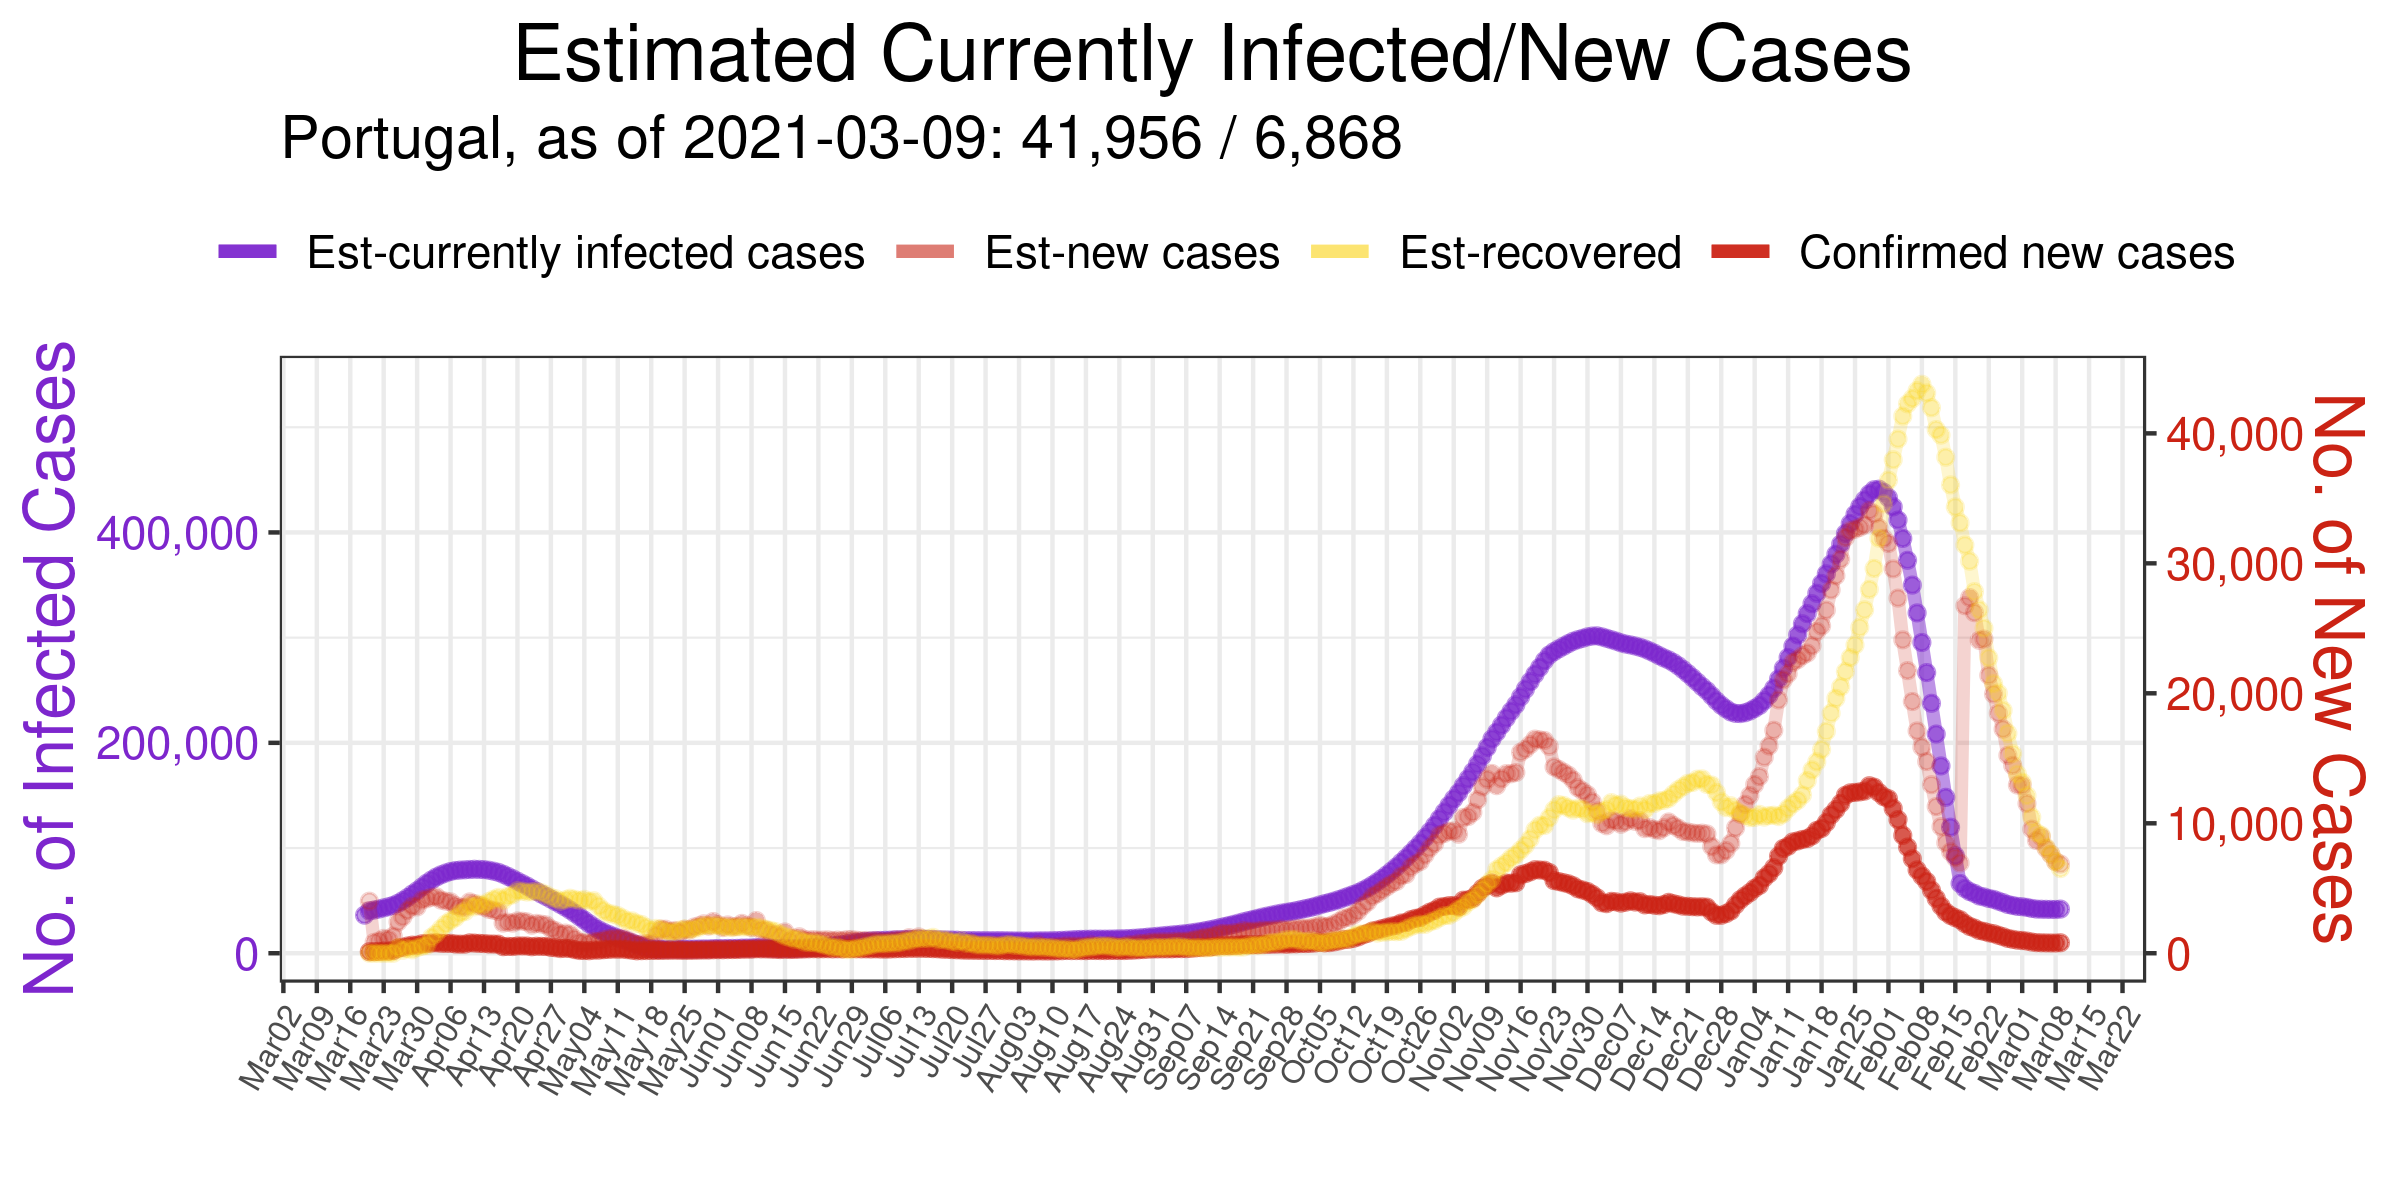 Estimated Currently Infected/New Cases
Portugal, as of 2021-03-09: 41,956 / 6,868
Est-currently infected cases Est-new cases Est-recovered Confirmed new cases
No. of Infected Cases
400,000
200,000
0
40,000
30,000
20,000
10,000
0
No. of New Cases
Mar02 Mar09 Mar16 Mar23 Mar30 Apr06 Apr13 Apr20 Apr27 May04 May11 May18 May25 Jun01 Jun08 Jun15 Jun22 Jun29 Jul06 Jul13 Jul20 Jul27 Aug03 Aug10 Aug17 Aug24 Aug31 Sep07 Sep14 Sep21 Sep28 Oct05 Oct12 Oct19 Oct26 Nov02 Nov09 Nov16 Nov23 Nov30 Dec07 Dec14 Dec21 Dec28 Jan04 Jan11 Jan18 Jan25 Feb01 Feb08 Feb15 Feb22 Mar01 Mar08 Mar15 Mar22